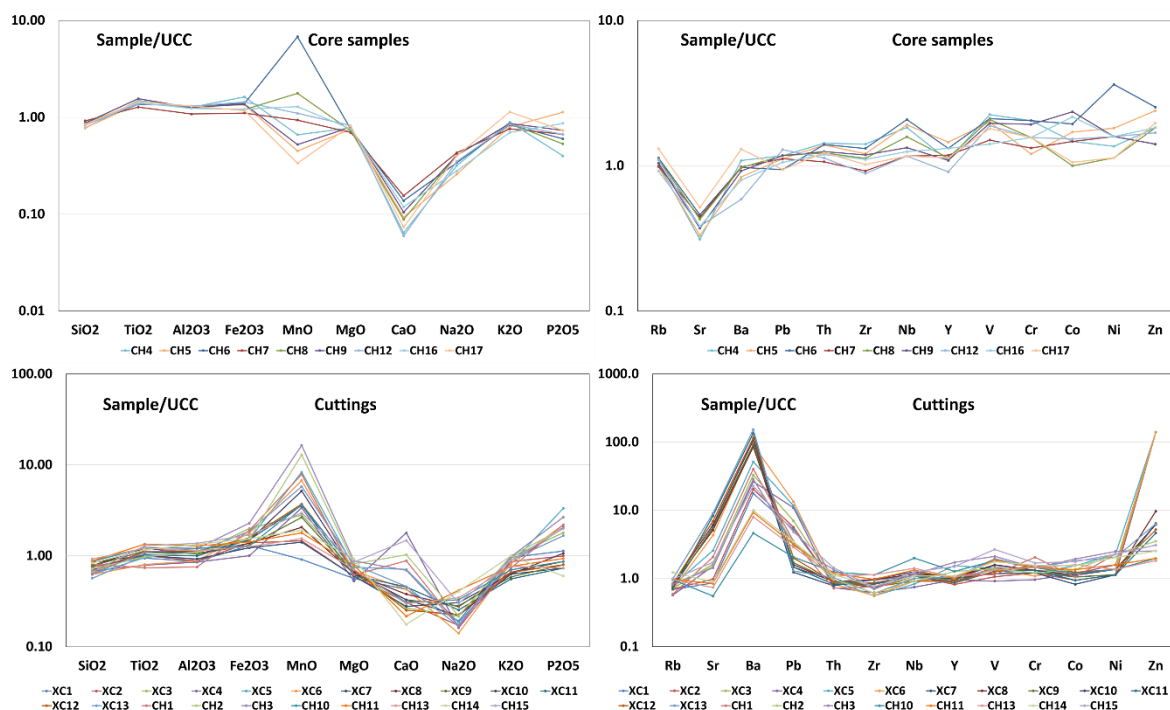 10.00
Sample/UCC Core samples
1.00
0.10
0.01
SiO2 TiO2 Al2O3 Fe2O3 MnO MgO CaO Na2O K2O P2O5
CH4 CH5 CH6 CH7 CH8 CH9 CH12 CH16 CH17
10.0
Sample/UCC Core samples
1.0
0.1
Rb Sr Ba Pb Th Zr Nb Y V Cr Co Ni Zn
CH4 CH5 CH6 CH7 CH8 CH9 CH12 CH16 CH17
100.00
Sample/UCC Cuttings
10.00
1.00
0.10
SiO2 TiO2 Al2O3 Fe2O3 MnO MgO CaO Na2O K2O P2O5
XC1 XC2 XC3 XC4 XC5 XC6 XC7 XC8 XC9 XC10 XC11
XC12 XC13 CH1 CH2 CH3 CH10 CH11 CH13 CH14 CH15
1000.0
Sample/UCC Cuttings
100.0
10.0
1.0
0.1
Rb Sr Ba Pb Th Zr Nb Y V Cr Co Ni Zn
XC1 XC2 XC3 XC4 XC5 XC6 XC7 XC8 XC9 XC10 XC11
XC12 XC13 CH1 CH2 CH3 CH10 CH11 CH13 CH14 CH15